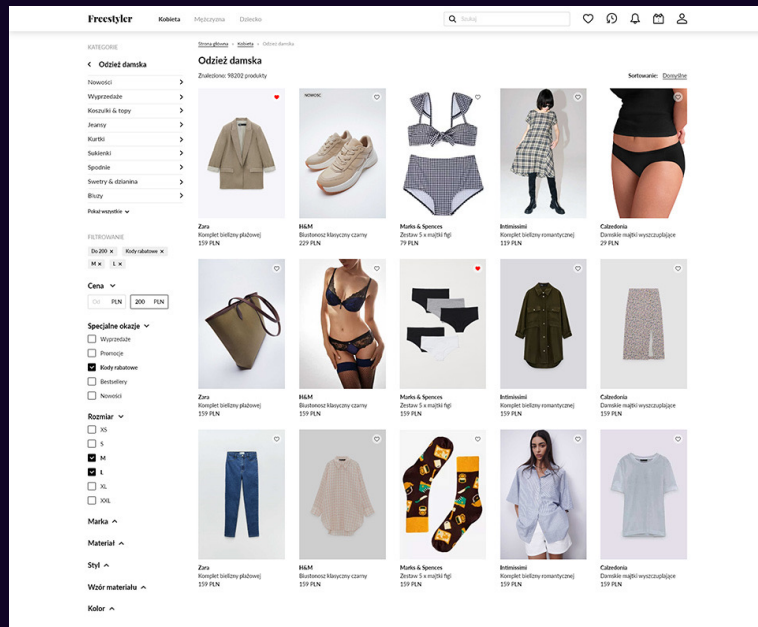 Freestyler
Kobieta
Mężczyzna
Dziecko
Szukaj
KATEGORIE
Odzież damska
Nowości
Wyprzedaże
Koszulki & topy
Jeansy
Kurtki
Sukienki
Spodnie
Swetry & dzianina
Bluzy
Pokaż wszystkie
FILTROWANIE
Do 200 ×
Kody rabatowe ×
M ×
L ×
Cena
Od PLN
200 PLN
Specjalne okazje
Wyprzedaże
Promocje
Kody rabatowe
Bestsellery
Nowości
Rozmiar
XS
S
M
L
XL
XXL
Marka
Materiał
Styl
Wzór materiału
Kolor
Strona główna › Kobieta › Odzież damska
Odzież damska
Znaleziono: 98202 produkty
Sortowanie: Domyślne
Zara
Komplet bielizny plażowej
159 PLN
NOWOŚĆ
H&M
Biustonosz klasyczny czarny
229 PLN
Marks & Spences
Zestaw 5 x majtki figi
79 PLN
Intimissimi
Komplet bielizny romantycznej
119 PLN
Calzedonia
Damskie majtki wyszczuplające
29 PLN
Zara
Komplet bielizny plażowej
159 PLN
H&M
Biustonosz klasyczny czarny
159 PLN
Marks & Spences
Zestaw 5 x majtki figi
159 PLN
Intimissimi
Komplet bielizny romantycznej
159 PLN
Calzedonia
Damskie majtki wyszczuplające
159 PLN
Zara
Komplet bielizny plażowej
159 PLN
H&M
Biustonosz klasyczny czarny
159 PLN
Marks & Spences
Zestaw 5 x majtki figi
159 PLN
Intimissimi
Komplet bielizny romantycznej
159 PLN
Calzedonia
Damskie majtki wyszczuplające
159 PLN